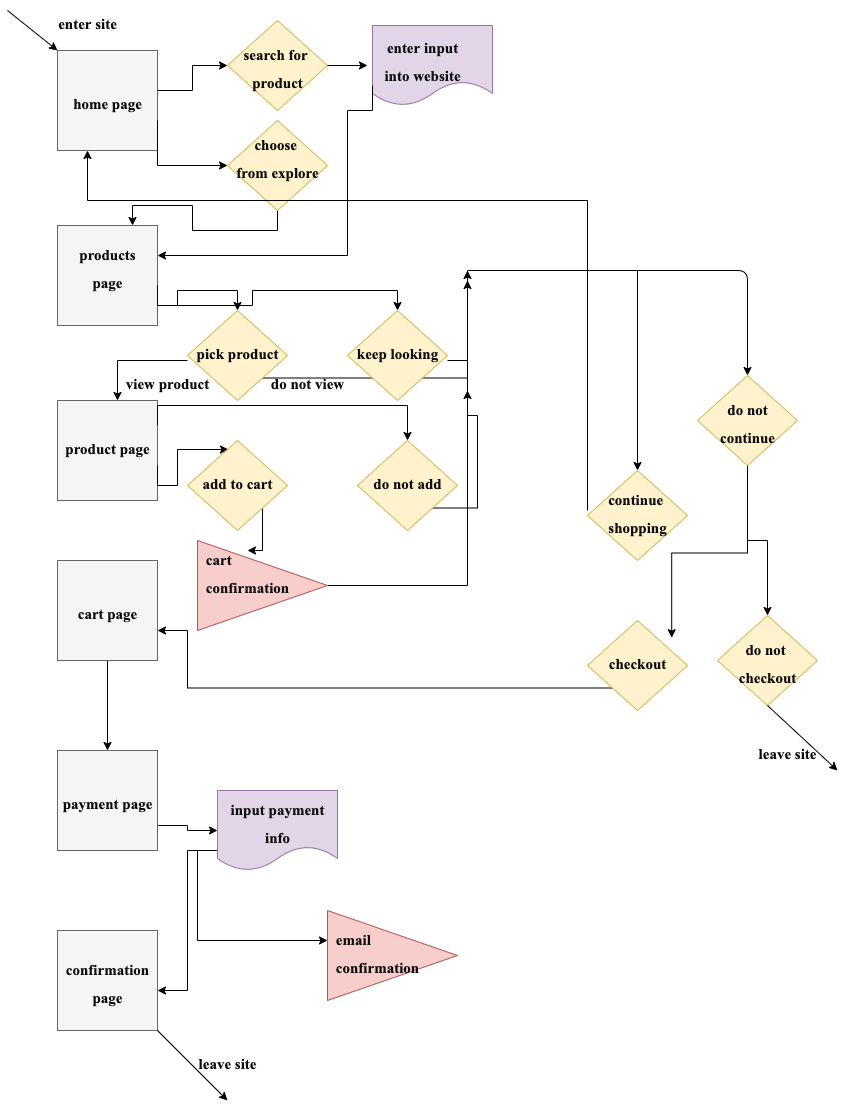 enter site
home page
search for
product
enter input
into website
choose
from explore
products
page
pick product
keep looking
view product
do not view
product page
add to cart
do not add
do not
continue
continue
shopping
cart
confirmation
cart page
checkout
do not
checkout
leave site
payment page
input payment
info
email
confirmation
confirmation
page
leave site